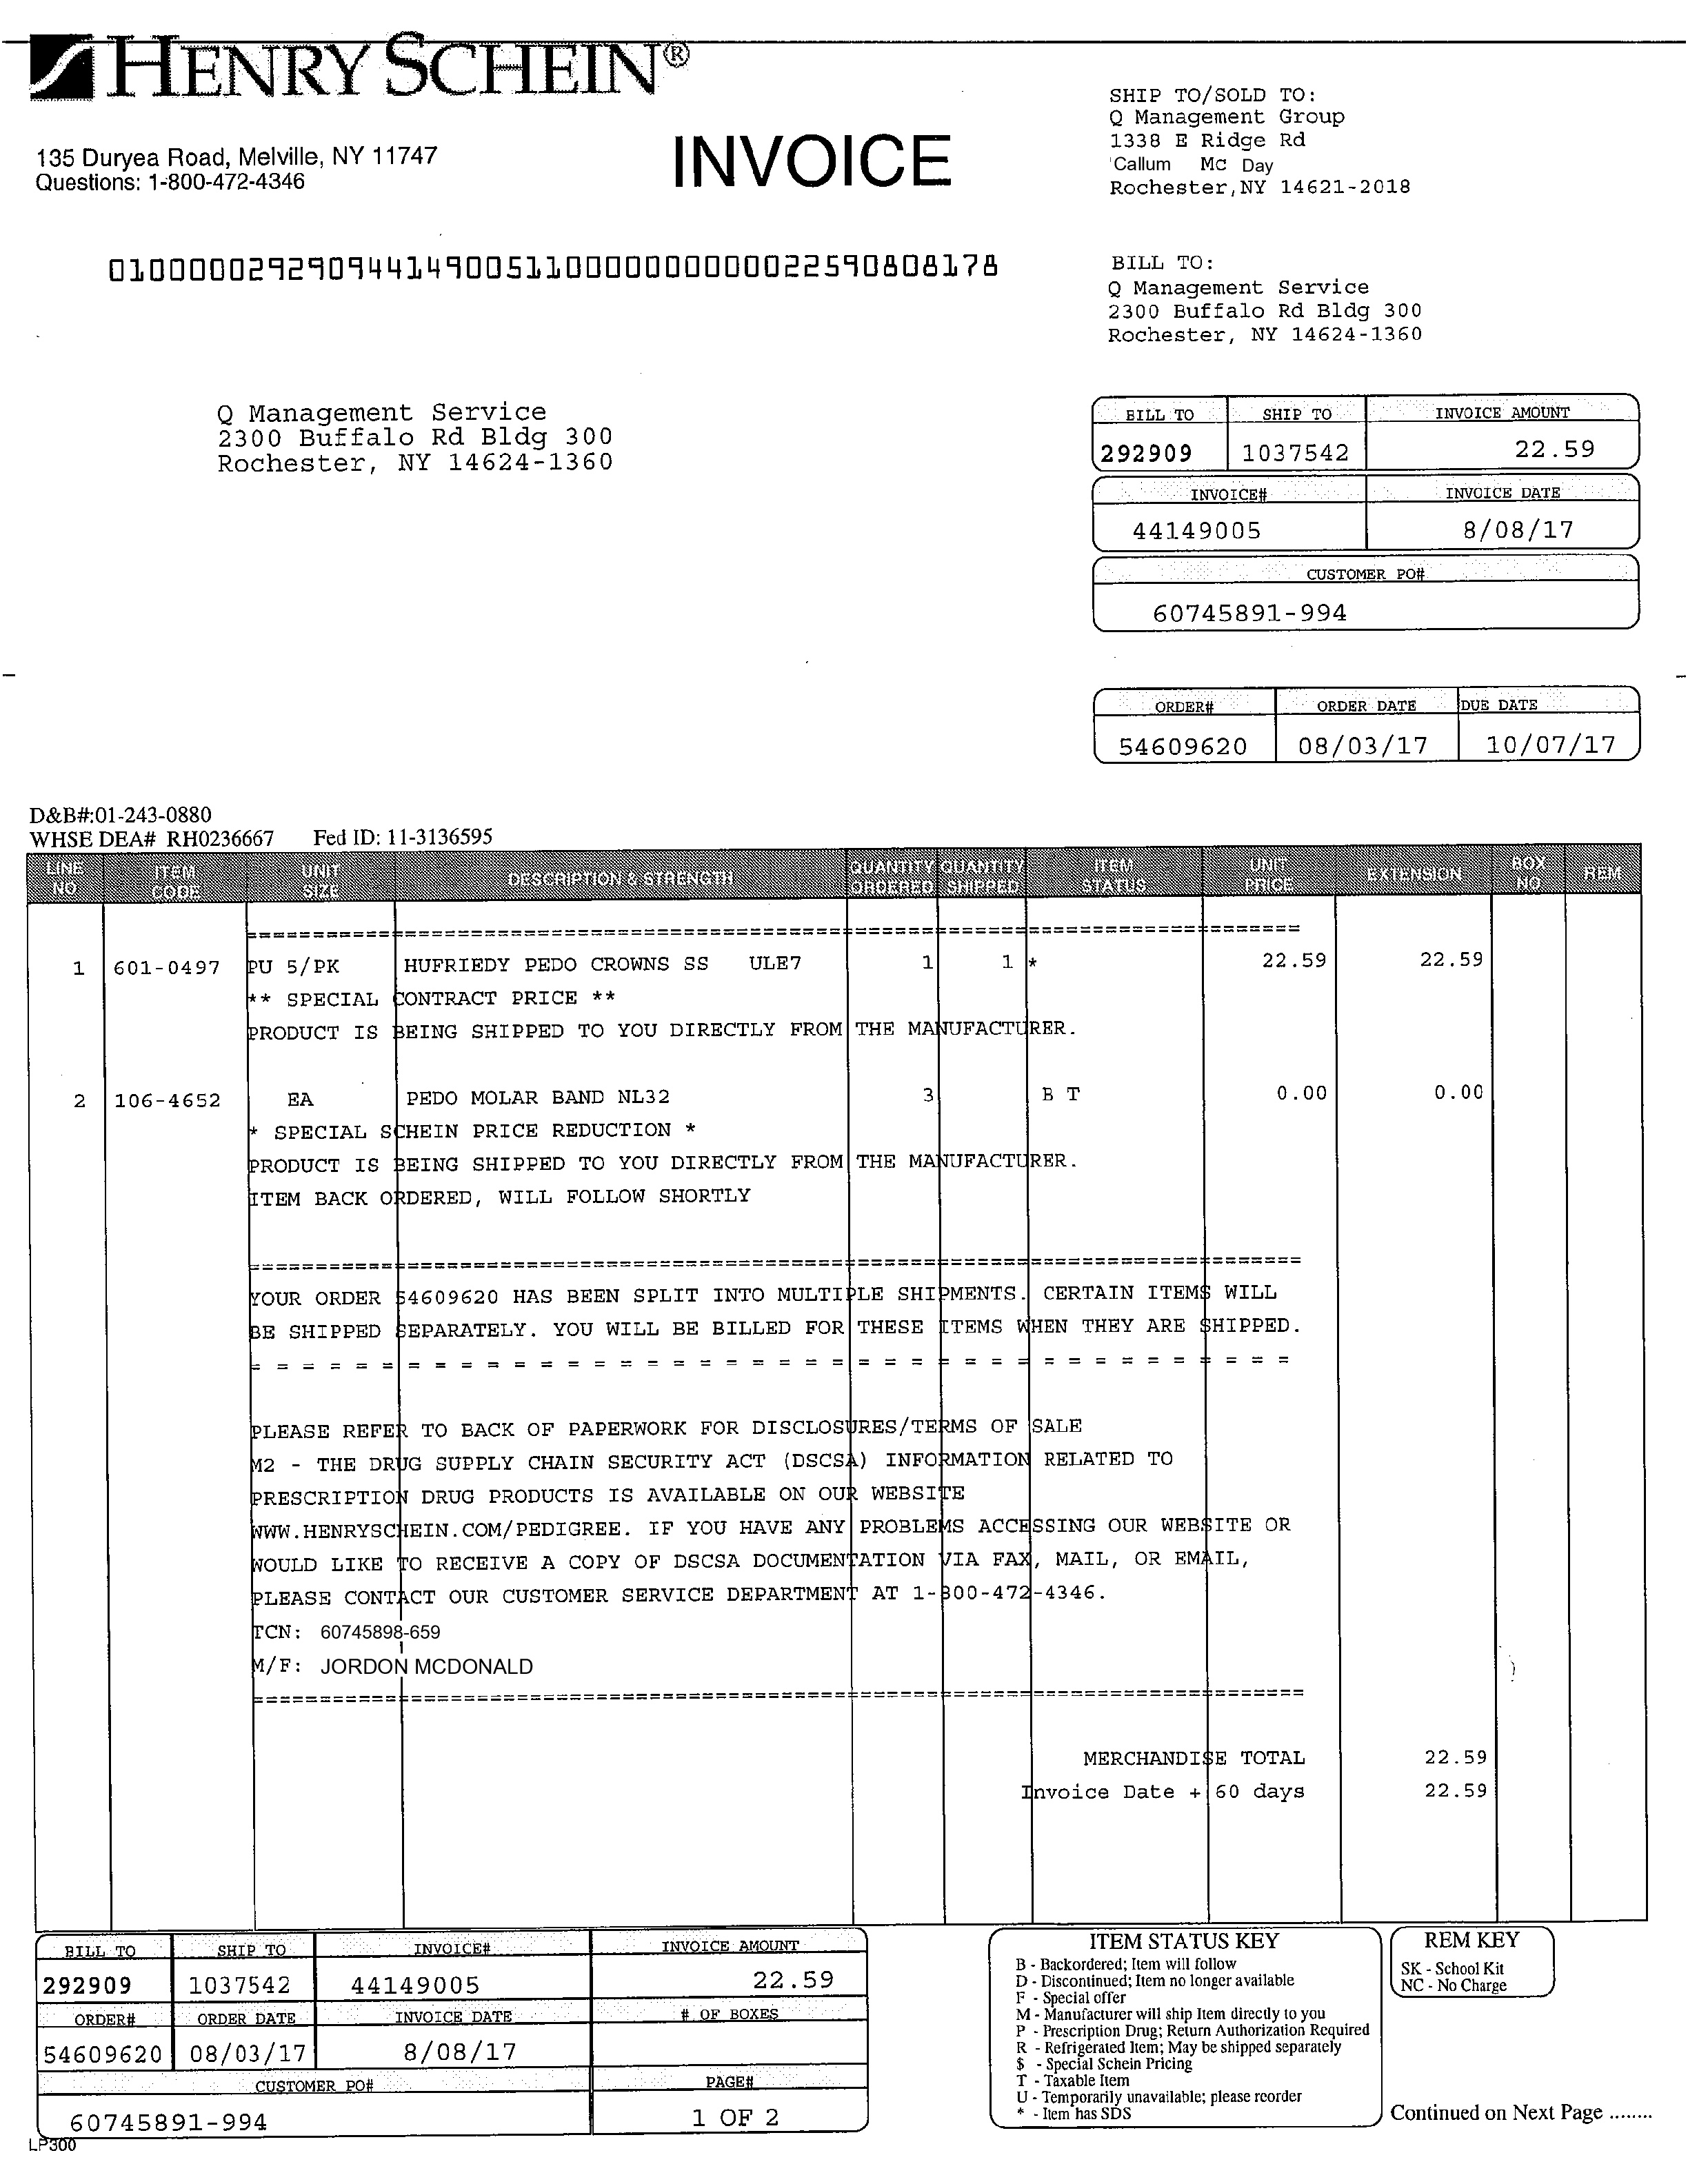 HENRY SCHEIN®
135 Duryea Road, Melville, NY 11747
Questions: 1-800-472-4346
INVOICE
SHIP TO/SOLD TO:
Q Management Group
1338 E Ridge Rd
Callum Mc Day
Rochester,NY 14621-2018
0100000292909441490051100000000000022590808178
BILL TO:
Q Management Service
2300 Buffalo Rd Bldg 300
Rochester, NY 14624-1360
Q Management Service
2300 Buffalo Rd Bldg 300
Rochester, NY 14624-1360
BILL TO SHIP TO INVOICE AMOUNT
292909 1037542 22.59
INVOICE# INVOICE DATE
44149005 8/08/17
CUSTOMER PO#
60745891-994
ORDER# ORDER DATE DUE DATE
54609620 08/03/17 10/07/17
D&B#:01-243-0880
WHSE DEA# RH0236667 Fed ID: 11-3136595
LINE NO ITEM CODE UNIT SIZE DESCRIPTION & STRENGTH QUANTITY ORDERED QUANTITY SHIPPED ITEM STATUS UNIT PRICE EXTENSION BOX NO REM
1 601-0497 PU 5/PK HUFRIEDY PEDO CROWNS SS ULE7 1 1 * 22.59 22.59
** SPECIAL CONTRACT PRICE **
PRODUCT IS BEING SHIPPED TO YOU DIRECTLY FROM THE MANUFACTURER.
2 106-4652 EA PEDO MOLAR BAND NL32 3 B T 0.00 0.00
* SPECIAL SCHEIN PRICE REDUCTION *
PRODUCT IS BEING SHIPPED TO YOU DIRECTLY FROM THE MANUFACTURER.
ITEM BACK ORDERED, WILL FOLLOW SHORTLY
YOUR ORDER 54609620 HAS BEEN SPLIT INTO MULTIPLE SHIPMENTS. CERTAIN ITEMS WILL
BE SHIPPED SEPARATELY. YOU WILL BE BILLED FOR THESE ITEMS WHEN THEY ARE SHIPPED.
PLEASE REFER TO BACK OF PAPERWORK FOR DISCLOSURES/TERMS OF SALE
M2 - THE DRUG SUPPLY CHAIN SECURITY ACT (DSCSA) INFORMATION RELATED TO
PRESCRIPTION DRUG PRODUCTS IS AVAILABLE ON OUR WEBSITE
WWW.HENRYSCHEIN.COM/PEDIGREE. IF YOU HAVE ANY PROBLEMS ACCESSING OUR WEBSITE OR
WOULD LIKE TO RECEIVE A COPY OF DSCSA DOCUMENTATION VIA FAX, MAIL, OR EMAIL,
PLEASE CONTACT OUR CUSTOMER SERVICE DEPARTMENT AT 1-800-472-4346.
TCN: 60745898-659
M/F: JORDON MCDONALD
MERCHANDISE TOTAL 22.59
Invoice Date + 60 days 22.59
BILL TO SHIP TO INVOICE# INVOICE AMOUNT
292909 1037542 44149005 22.59
ORDER# ORDER DATE INVOICE DATE # OF BOXES
54609620 08/03/17 8/08/17
CUSTOMER PO# PAGE#
60745891-994 1 OF 2
LP300
ITEM STATUS KEY
B - Backordered; Item will follow
D - Discontinued; Item no longer available
F - Special offer
M - Manufacturer will ship Item directly to you
P - Prescription Drug; Return Authorization Required
R - Refrigerated Item; May be shipped separately
$ - Special Schein Pricing
T - Taxable Item
U - Temporarily unavailable; please reorder
* - Item has SDS
REM KEY
SK - School Kit
NC - No Charge
Continued on Next Page ........